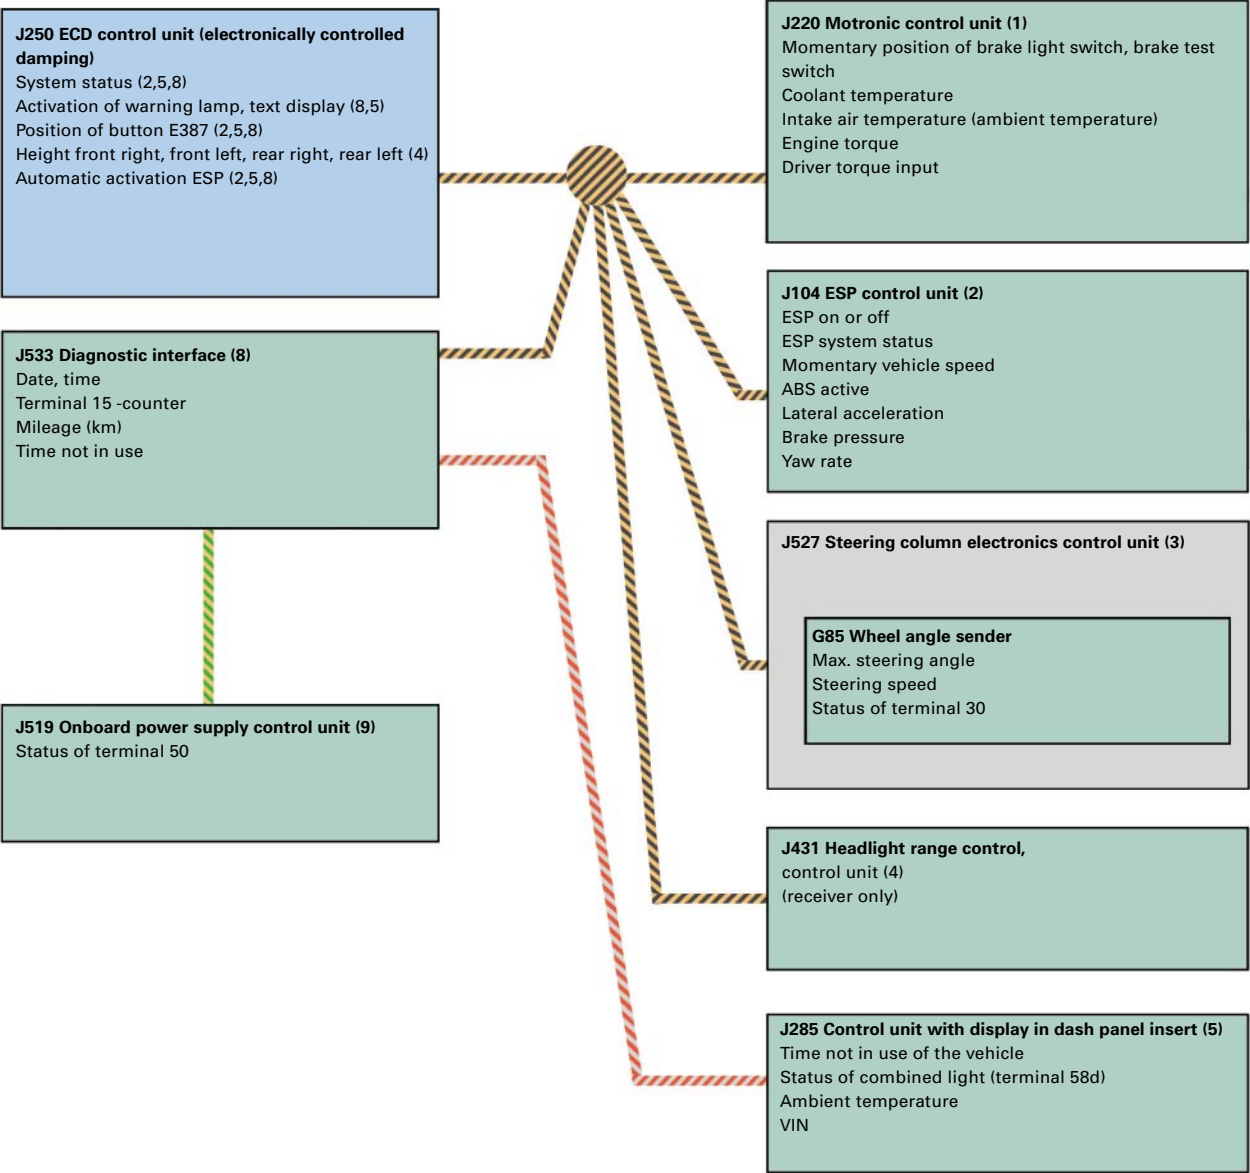 J250 ECD control unit (electronically controlled
damping)
System status (2,5,8)
Activation of warning lamp, text display (8,5)
Position of button E387 (2,5,8)
Height front right, front left, rear right, rear left (4)
Automatic activation ESP (2,5,8)
J533 Diagnostic interface (8)
Date, time
Terminal 15 -counter
Mileage (km)
Time not in use
J519 Onboard power supply control unit (9)
Status of terminal 50
J220 Motronic control unit (1)
Momentary position of brake light switch, brake test
switch
Coolant temperature
Intake air temperature (ambient temperature)
Engine torque
Driver torque input
J104 ESP control unit (2)
ESP on or off
ESP system status
Momentary vehicle speed
ABS active
Lateral acceleration
Brake pressure
Yaw rate
J527 Steering column electronics control unit (3)
G85 Wheel angle sender
Max. steering angle
Steering speed
Status of terminal 30
J431 Headlight range control,
control unit (4)
(receiver only)
J285 Control unit with display in dash panel insert (5)
Time not in use of the vehicle
Status of combined light (terminal 58d)
Ambient temperature
VIN